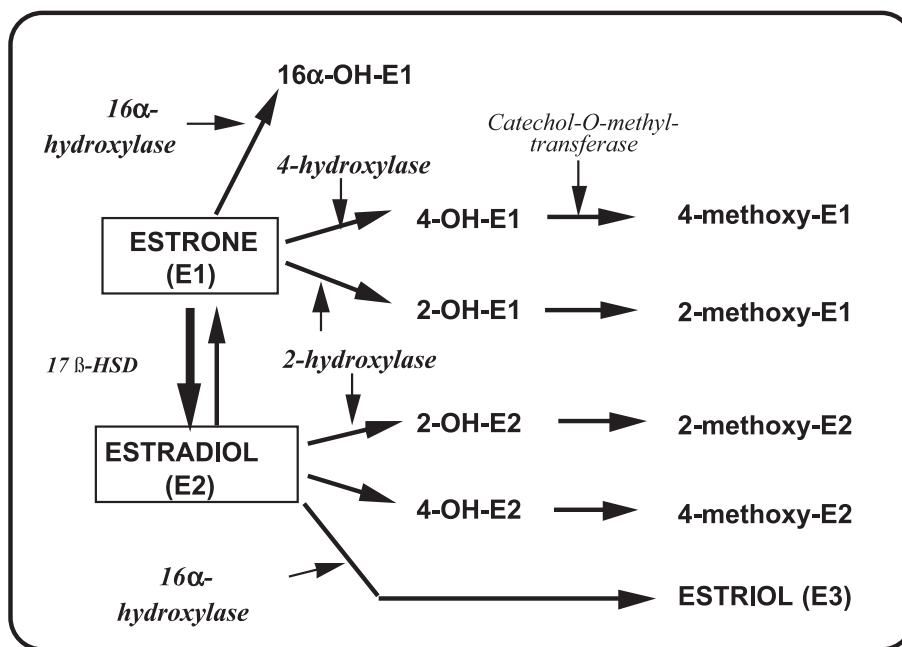 16α-OH-E1
16α-
hydroxylase
Catechol-O-methyl-
transferase
4-hydroxylase
4-OH-E1
4-methoxy-E1
ESTRONE
(E1)
2-OH-E1
2-methoxy-E1
17 ß-HSD
2-hydroxylase
2-OH-E2
2-methoxy-E2
ESTRADIOL
(E2)
4-OH-E2
4-methoxy-E2
16α-
hydroxylase
ESTRIOL (E3)